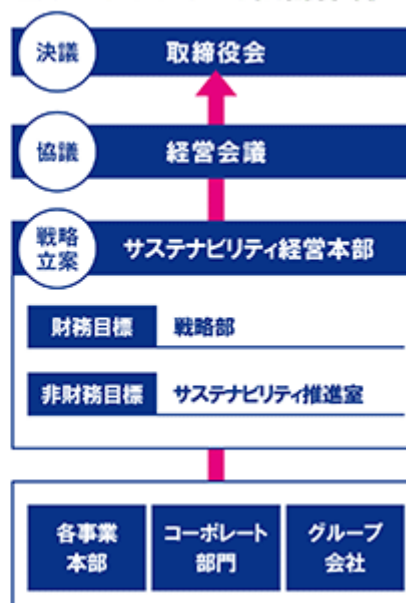 決議 取締役会
協議 経営会議
戦略
立案
サステナビリティ経営本部
財務目標 戦略部
非財務目標 サステナビリティ推進室
各事業
本部
コーポレート
部門
グループ
会社